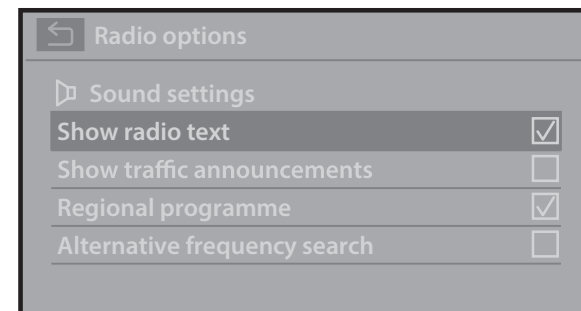 Radio options
Sound settings
Show radio text
Show traffic announcements
Regional programme
Alternative frequency search